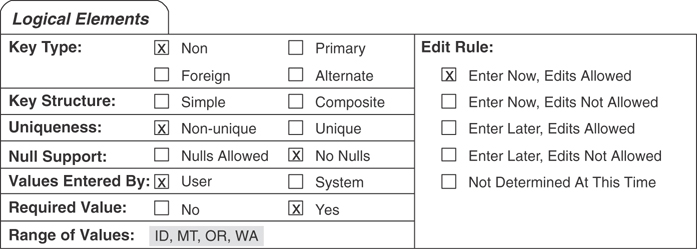 Logical Elements
Key Type: X Non Primary
Foreign Alternate
Key Structure: Simple Composite
Uniqueness: X Non-unique Unique
Null Support: Nulls Allowed X No Nulls
Values Entered By: X User System
Required Value: No X Yes
Range of Values: ID, MT, OR, WA
Edit Rule:
X Enter Now, Edits Allowed
Enter Now, Edits Not Allowed
Enter Later, Edits Allowed
Enter Later, Edits Not Allowed
Not Determined At This Time